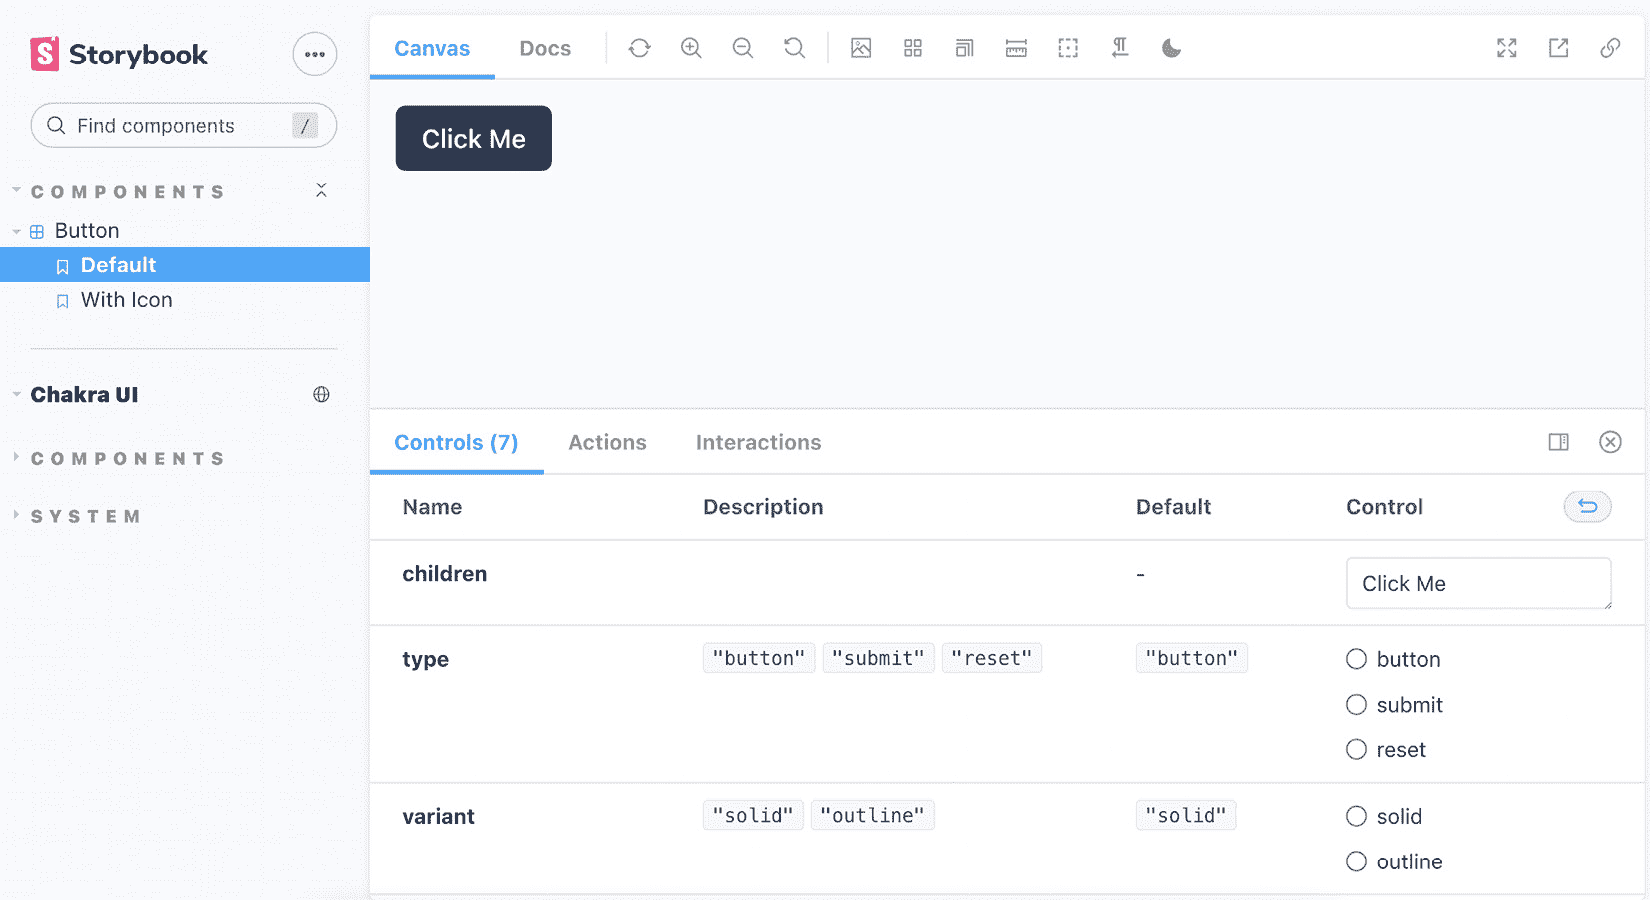 Storybook
Find components /
COMPONENTS
Button
Default
With Icon
Chakra UI
COMPONENTS
SYSTEM
Canvas Docs
Click Me
Controls (7) Actions Interactions
Name Description Default Control
children - Click Me
type "button" "submit" "reset" "button" button
submit
reset
variant "solid" "outline" "solid" solid
outline